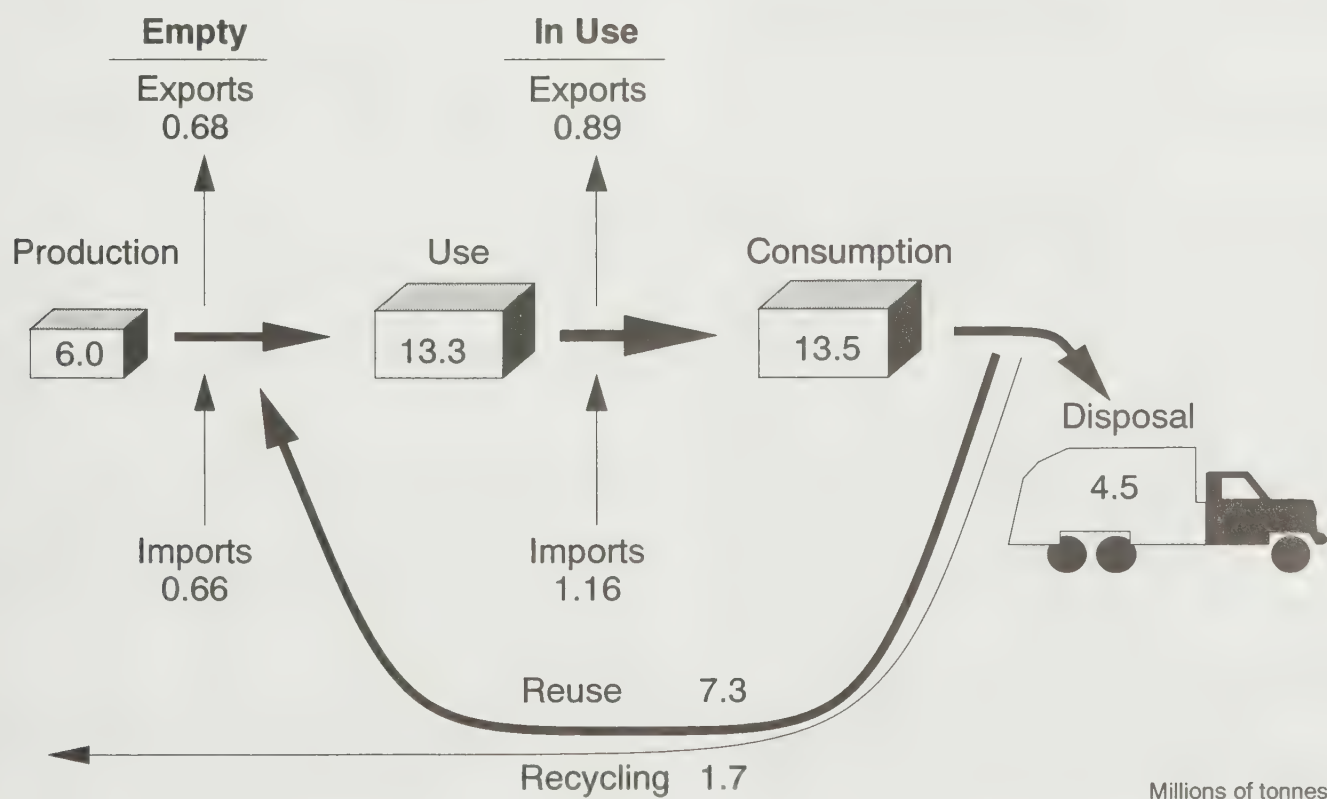 Empty
Exports
0.68
In Use
Exports
0.89
Production
6.0
Use
13.3
Consumption
13.5
Disposal
4.5
Imports
0.66
Imports
1.16
Reuse 7.3
Recycling 1.7
Millions of tonnes